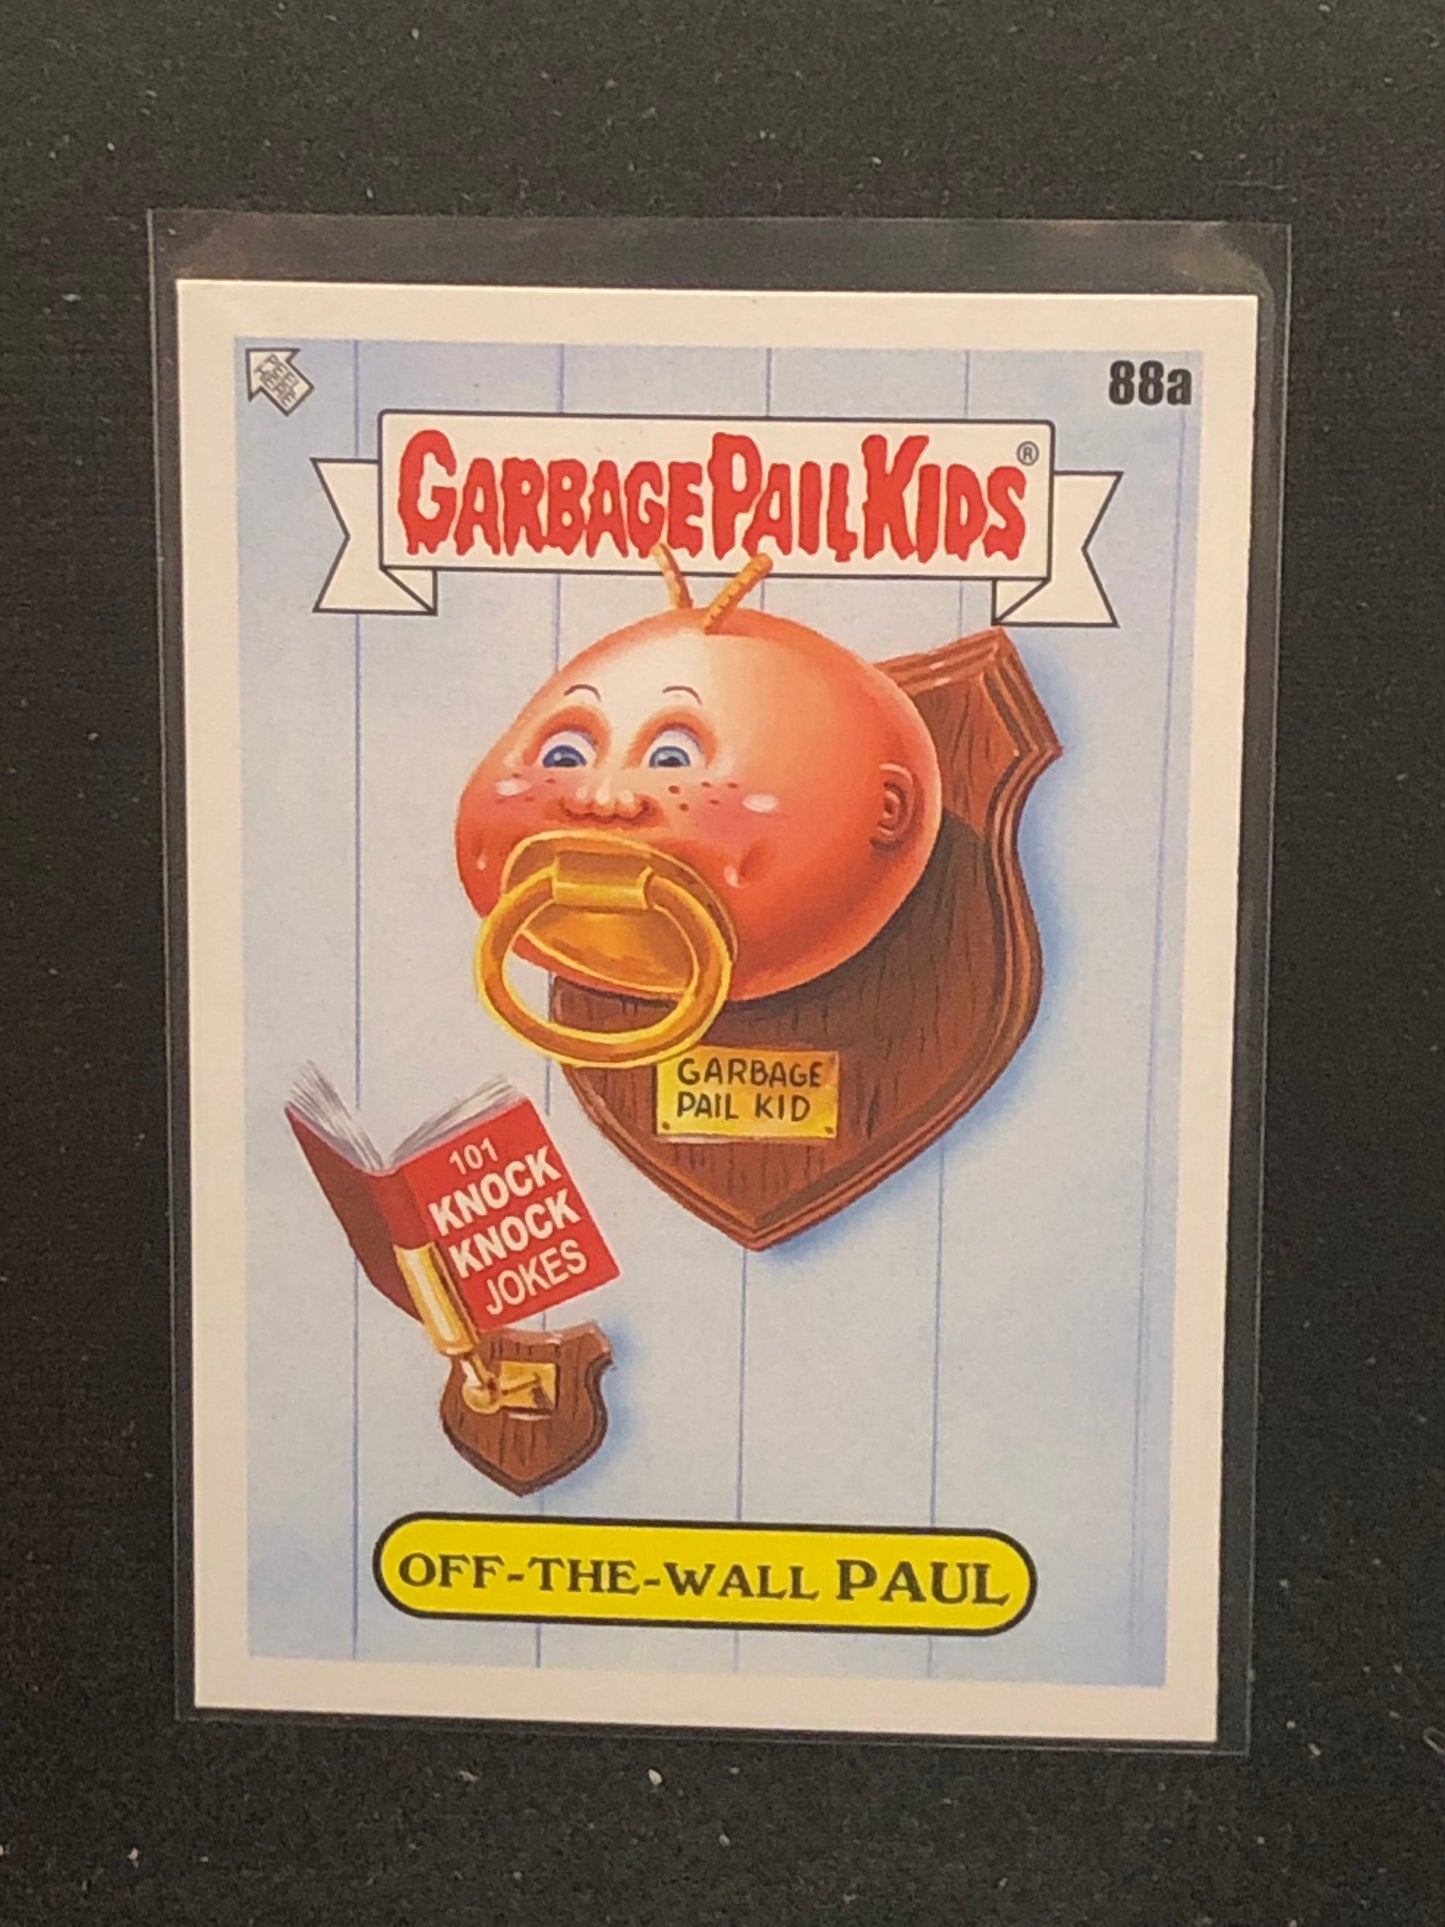 88a
GARBAGE PAIL KIDS®
GARBAGE
PAIL KID
101
KNOCK
KNOCK
JOKES
OFF-THE-WALL PAUL